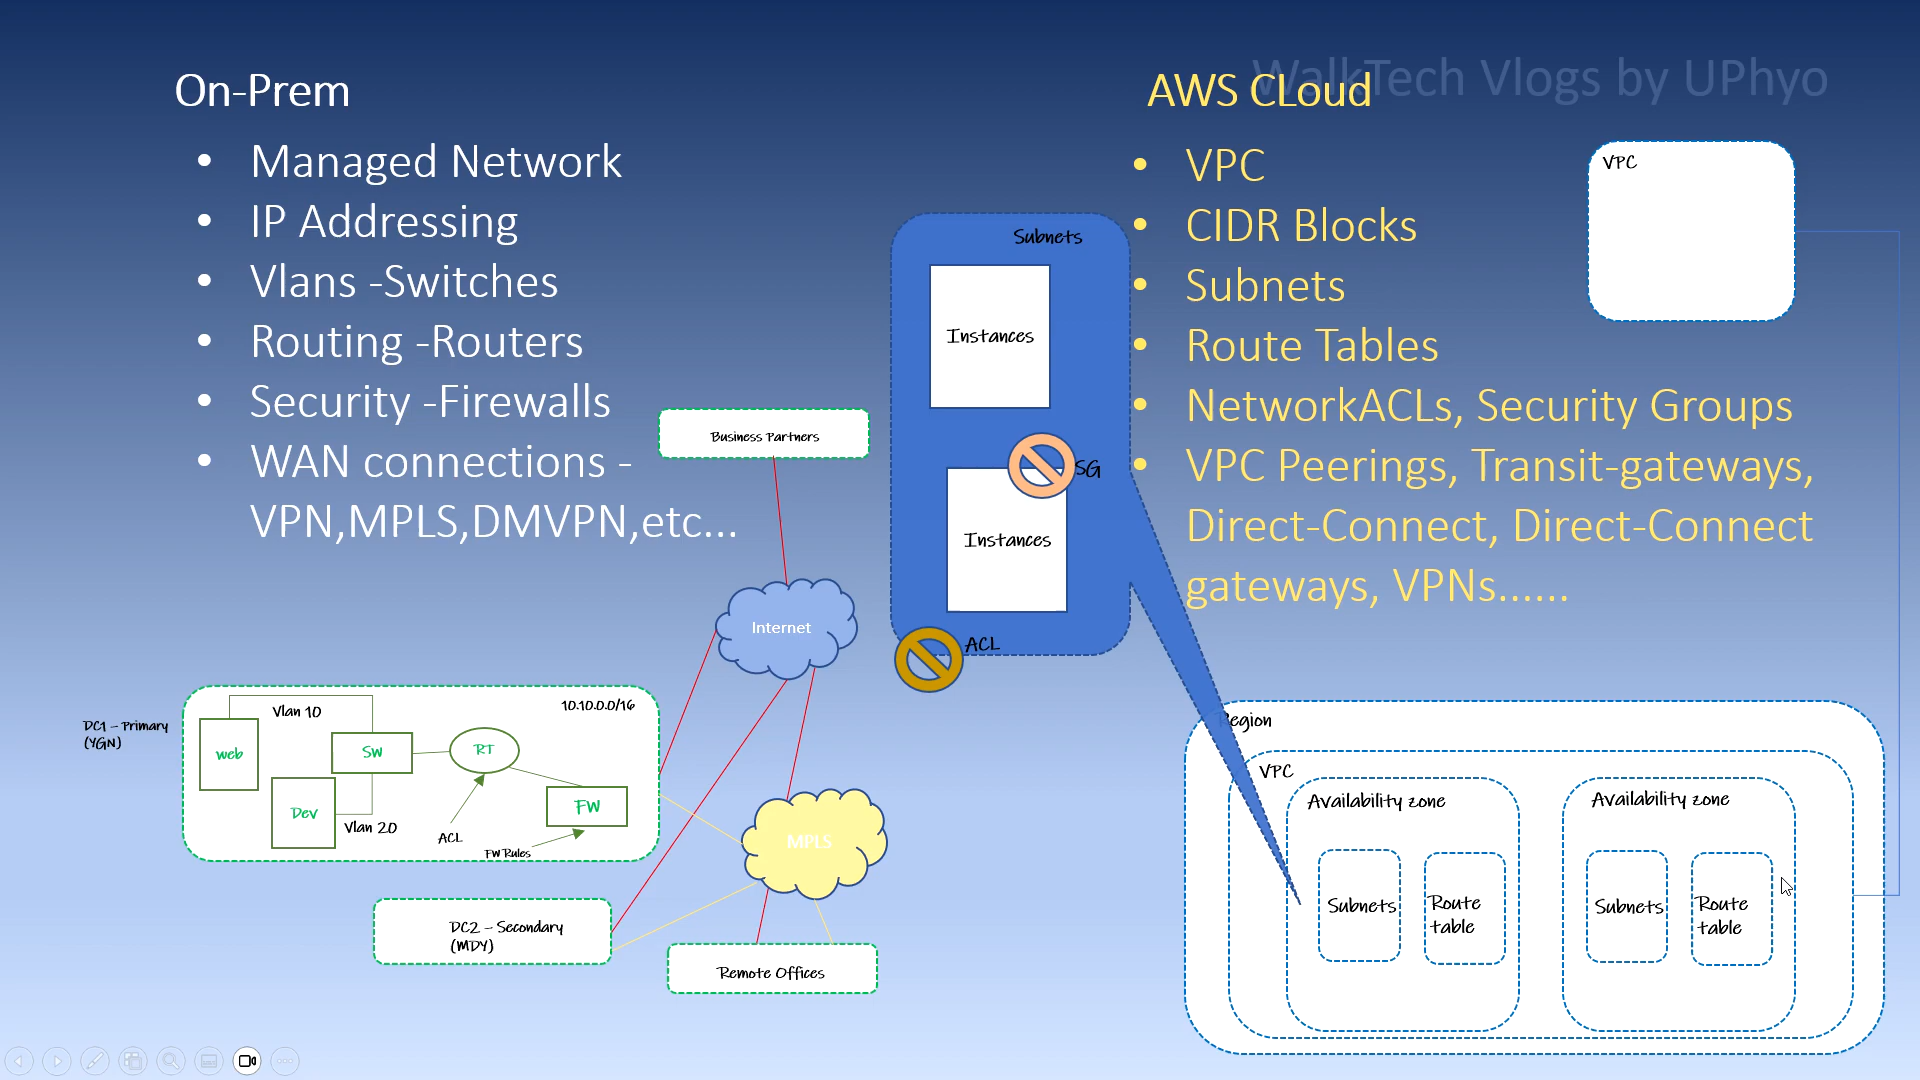 WalkTech Vlogs by UPhyo
On-Prem
• Managed Network
• IP Addressing
• Vlans -Switches
• Routing -Routers
• Security -Firewalls
• WAN connections -
VPN,MPLS,DMVPN,etc...
AWS CLoud
• VPC
• CIDR Blocks
• Subnets
• Route Tables
• NetworkACLs, Security Groups
• VPC Peerings, Transit-gateways,
Direct-Connect, Direct-Connect
gateways, VPNs......
VPC
Subnets
Instances
SG
Instances
ACL
Business Partners
Internet
MPLS
DC1 – Primary
(YGN)
Vlan 10
10.10.0.0/16
web
SW
RT
Dev
FW
Vlan 20
ACL
FW Rules
DC2 – Secondary
(MDY)
Remote Offices
Region
VPC
Availability zone
Subnets
Route
table
Availability zone
Subnets
Route
table